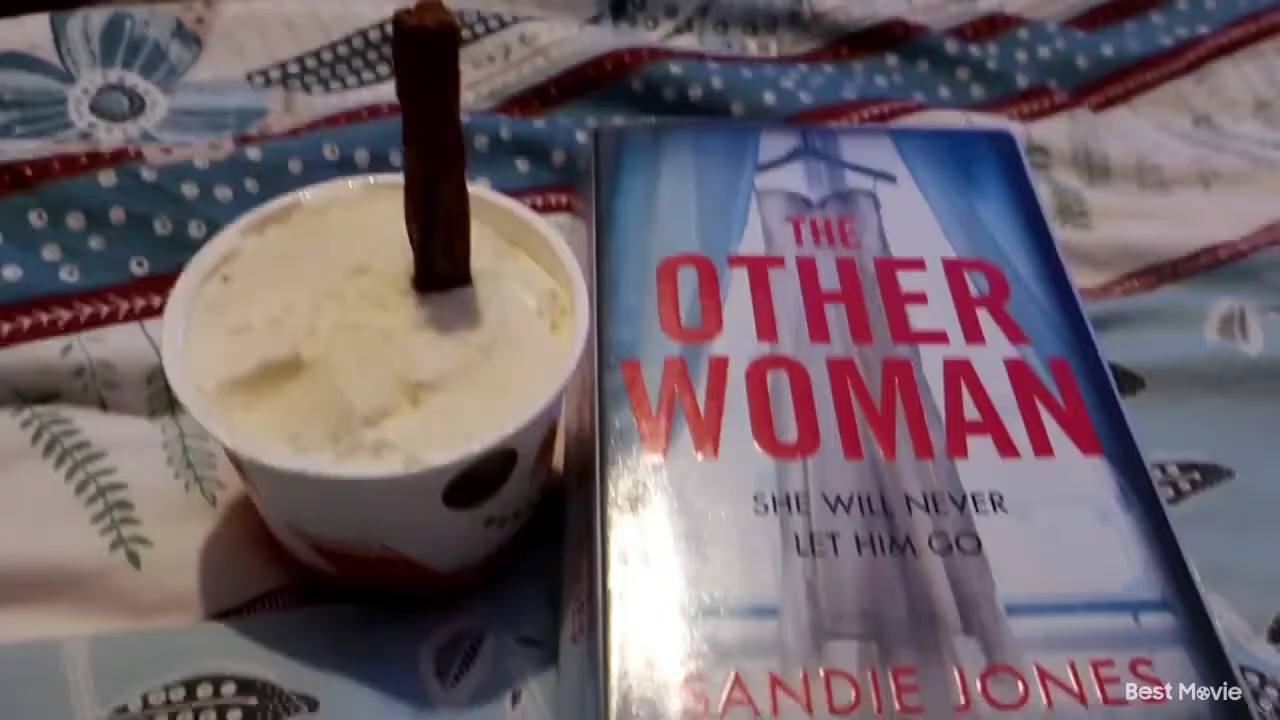 THE
OTHER
WOMAN
SHE WILL NEVER
LET HIM GO
SANDIE JONES
Best Movie